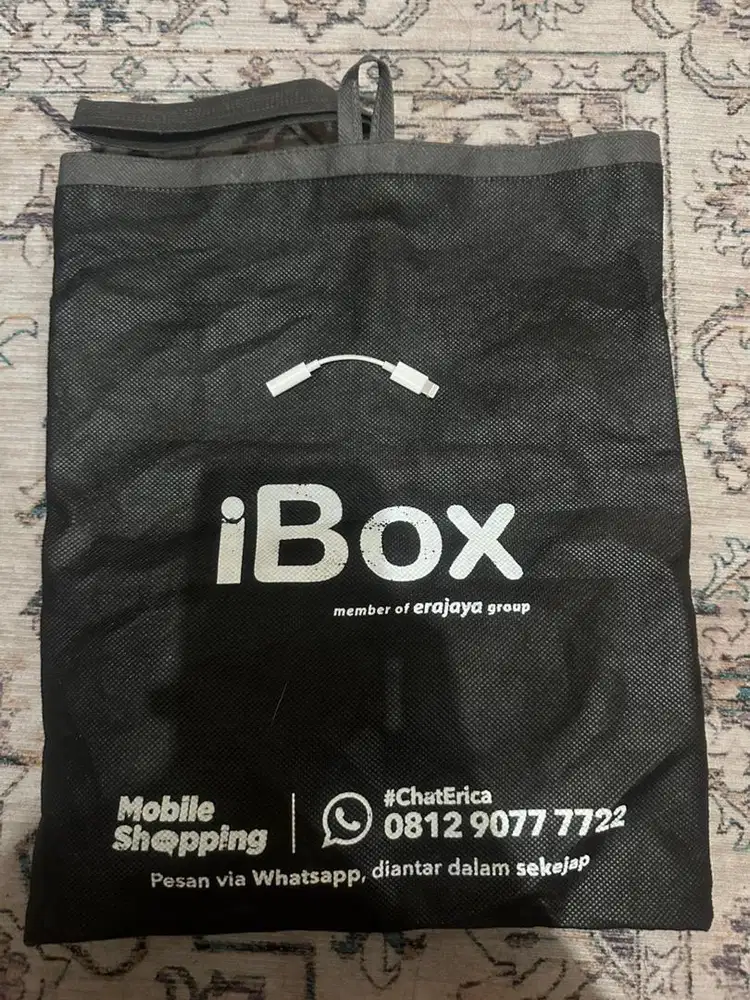 iBox
member of erajaya group
Mobile
Shopping
#ChatErica
0812 9077 7722
Pesan via Whatsapp, diantar dalam sekejap